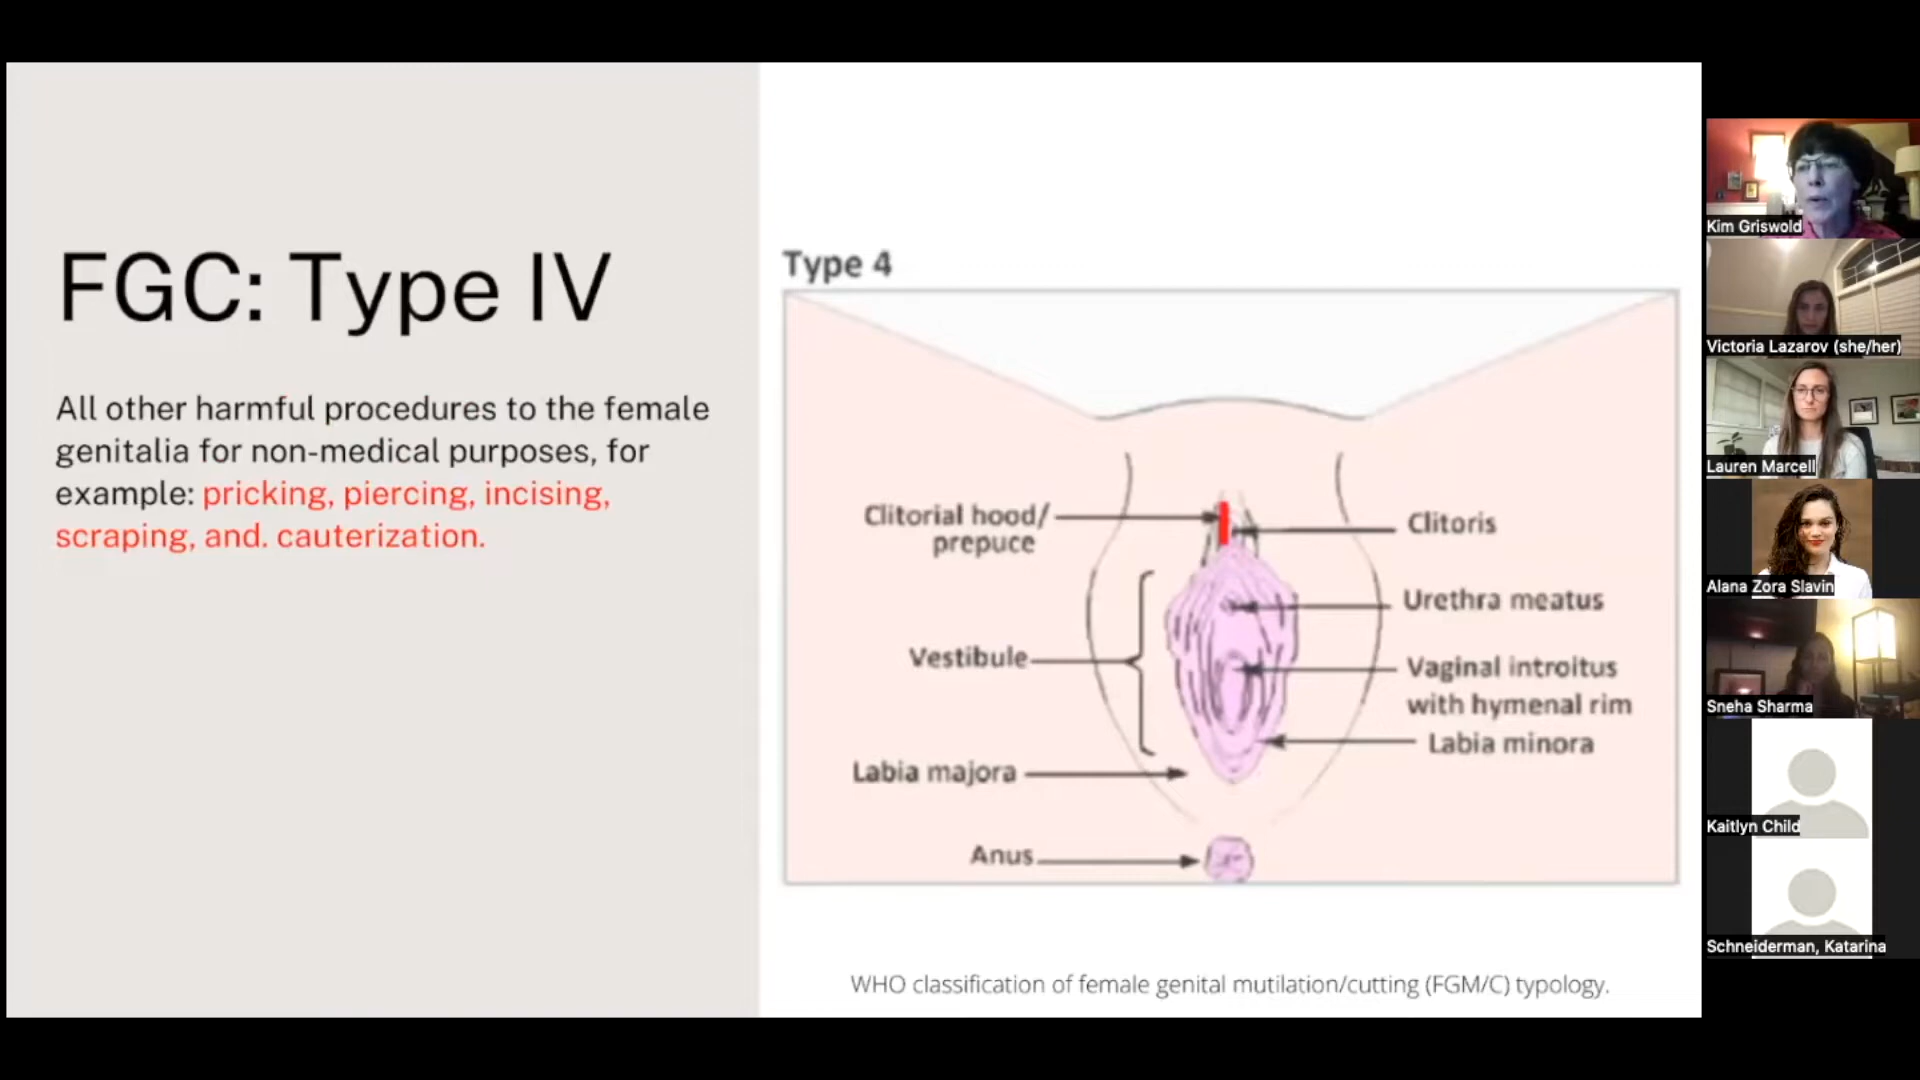 FGC: Type IV
All other harmful procedures to the female
genitalia for non-medical purposes, for
example: pricking, piercing, incising,
scraping, and. cauterization.
Type 4
Clitorial hood/
prepuce
Vestibule
Labia majora
Anus
Clitoris
Urethra meatus
Vaginal introitus
with hymenal rim
Labia minora
WHO classification of female genital mutilation/cutting (FGM/C) typology.
Kim Griswold
Victoria Lazarov (she/her)
Lauren Marcell
Alana Zora Slavin
Sneha Sharma
Kaitlyn Child
Schneiderman, Katarina